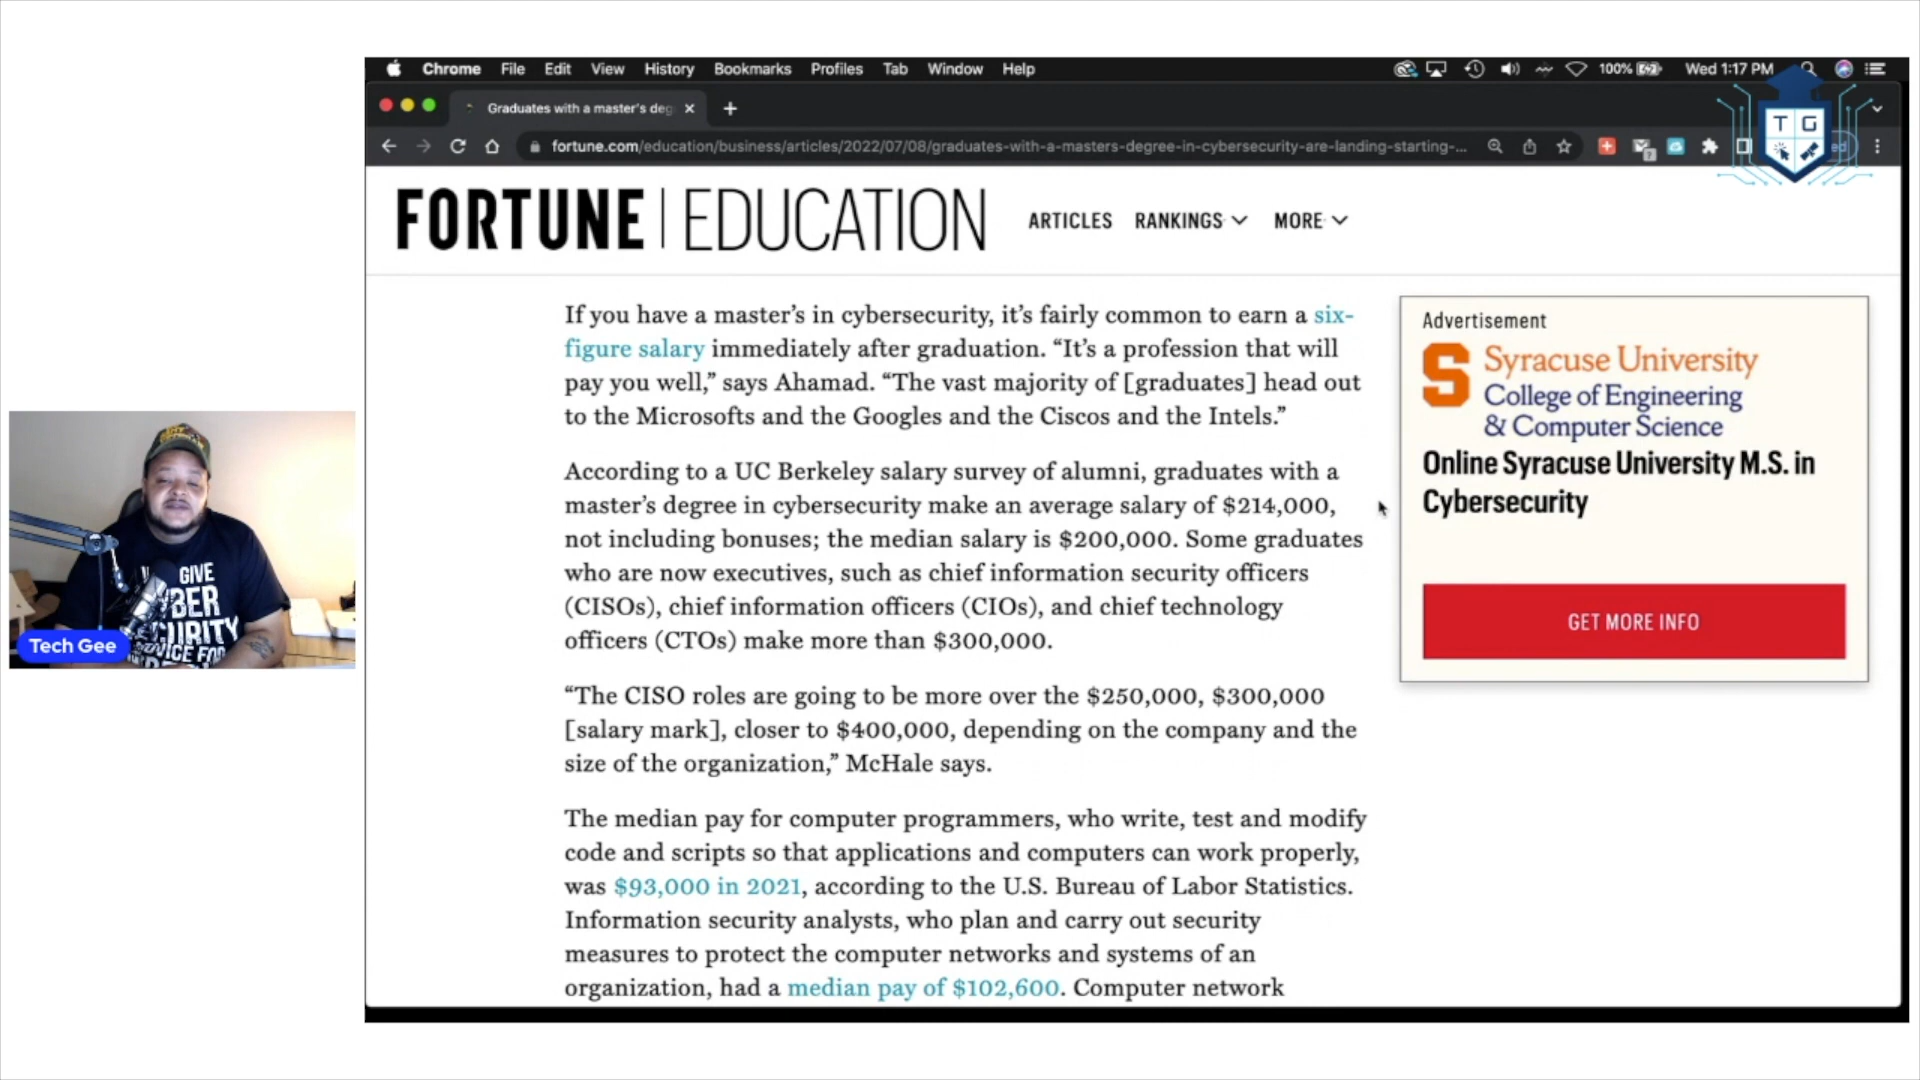 Chrome File Edit View History Bookmarks Profiles Tab Window Help 100% Wed 1:17 PM
Graduates with a master's deg
fortune.com/education/business/articles/2022/07/08/graduates-with-a-masters-degree-in-cybersecurity-are-landing-starting-...
T G
FORTUNE | EDUCATION ARTICLES RANKINGS MORE
If you have a master’s in cybersecurity, it’s fairly common to earn a six-
figure salary immediately after graduation. “It’s a profession that will
pay you well,” says Ahamad. “The vast majority of [graduates] head out
to the Microsofts and the Googles and the Ciscos and the Intels.”
According to a UC Berkeley salary survey of alumni, graduates with a
master’s degree in cybersecurity make an average salary of $214,000,
not including bonuses; the median salary is $200,000. Some graduates
who are now executives, such as chief information security officers
(CISOs), chief information officers (CIOs), and chief technology
officers (CTOs) make more than $300,000.
“The CISO roles are going to be more over the $250,000, $300,000
[salary mark], closer to $400,000, depending on the company and the
size of the organization,” McHale says.
The median pay for computer programmers, who write, test and modify
code and scripts so that applications and computers can work properly,
was $93,000 in 2021, according to the U.S. Bureau of Labor Statistics.
Information security analysts, who plan and carry out security
measures to protect the computer networks and systems of an
organization, had a median pay of $102,600. Computer network
Advertisement
S Syracuse University
College of Engineering
& Computer Science
Online Syracuse University M.S. in
Cybersecurity
GET MORE INFO
GIVE
Tech Gee